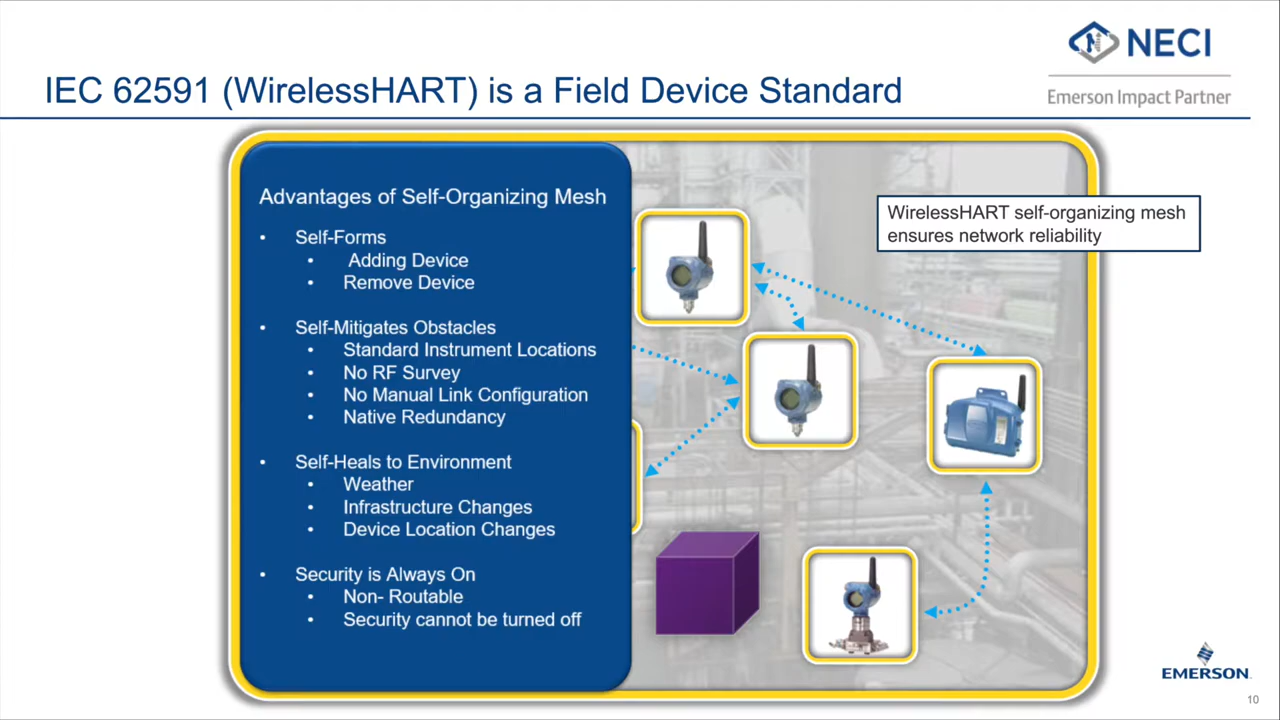 NECI
Emerson Impact Partner
IEC 62591 (WirelessHART) is a Field Device Standard
Advantages of Self-Organizing Mesh
• Self-Forms
• Adding Device
• Remove Device
• Self-Mitigates Obstacles
• Standard Instrument Locations
• No RF Survey
• No Manual Link Configuration
• Native Redundancy
• Self-Heals to Environment
• Weather
• Infrastructure Changes
• Device Location Changes
• Security is Always On
• Non- Routable
• Security cannot be turned off
WirelessHART self-organizing mesh
ensures network reliability
EMERSON
10